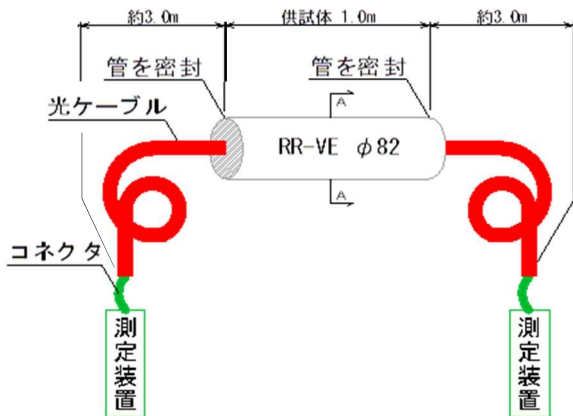 約3.0m
供試体 1.0m
約3.0m
管を密封
管を密封
光ケーブル
A
RR-VE φ82
A
コネクタ
測定装置
測定装置